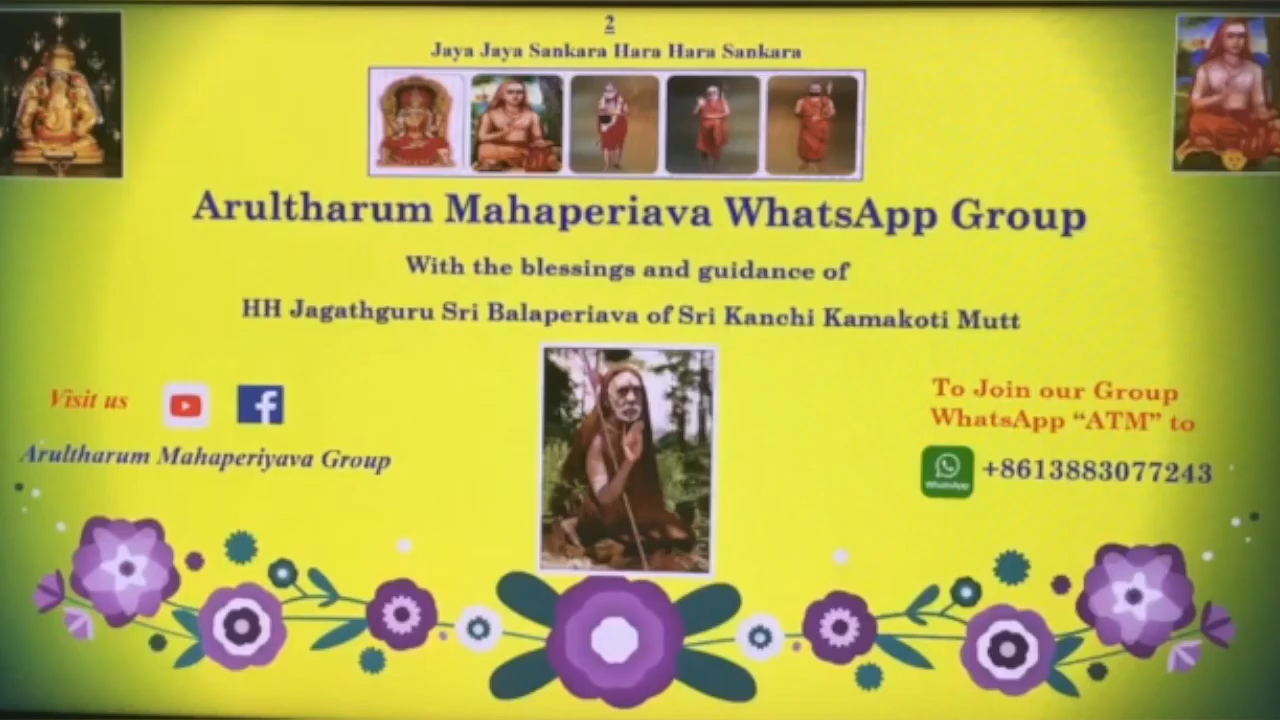 2
Jaya Jaya Sankara Hara Hara Sankara
Arultharum Mahaperiava WhatsApp Group
With the blessings and guidance of
HH Jagathguru Sri Balaperiava of Sri Kanchi Kamakoti Mutt
Visit us
Arultharum Mahaperiyava Group
To Join our Group
WhatsApp “ATM” to
WhatsApp
+8613883077243